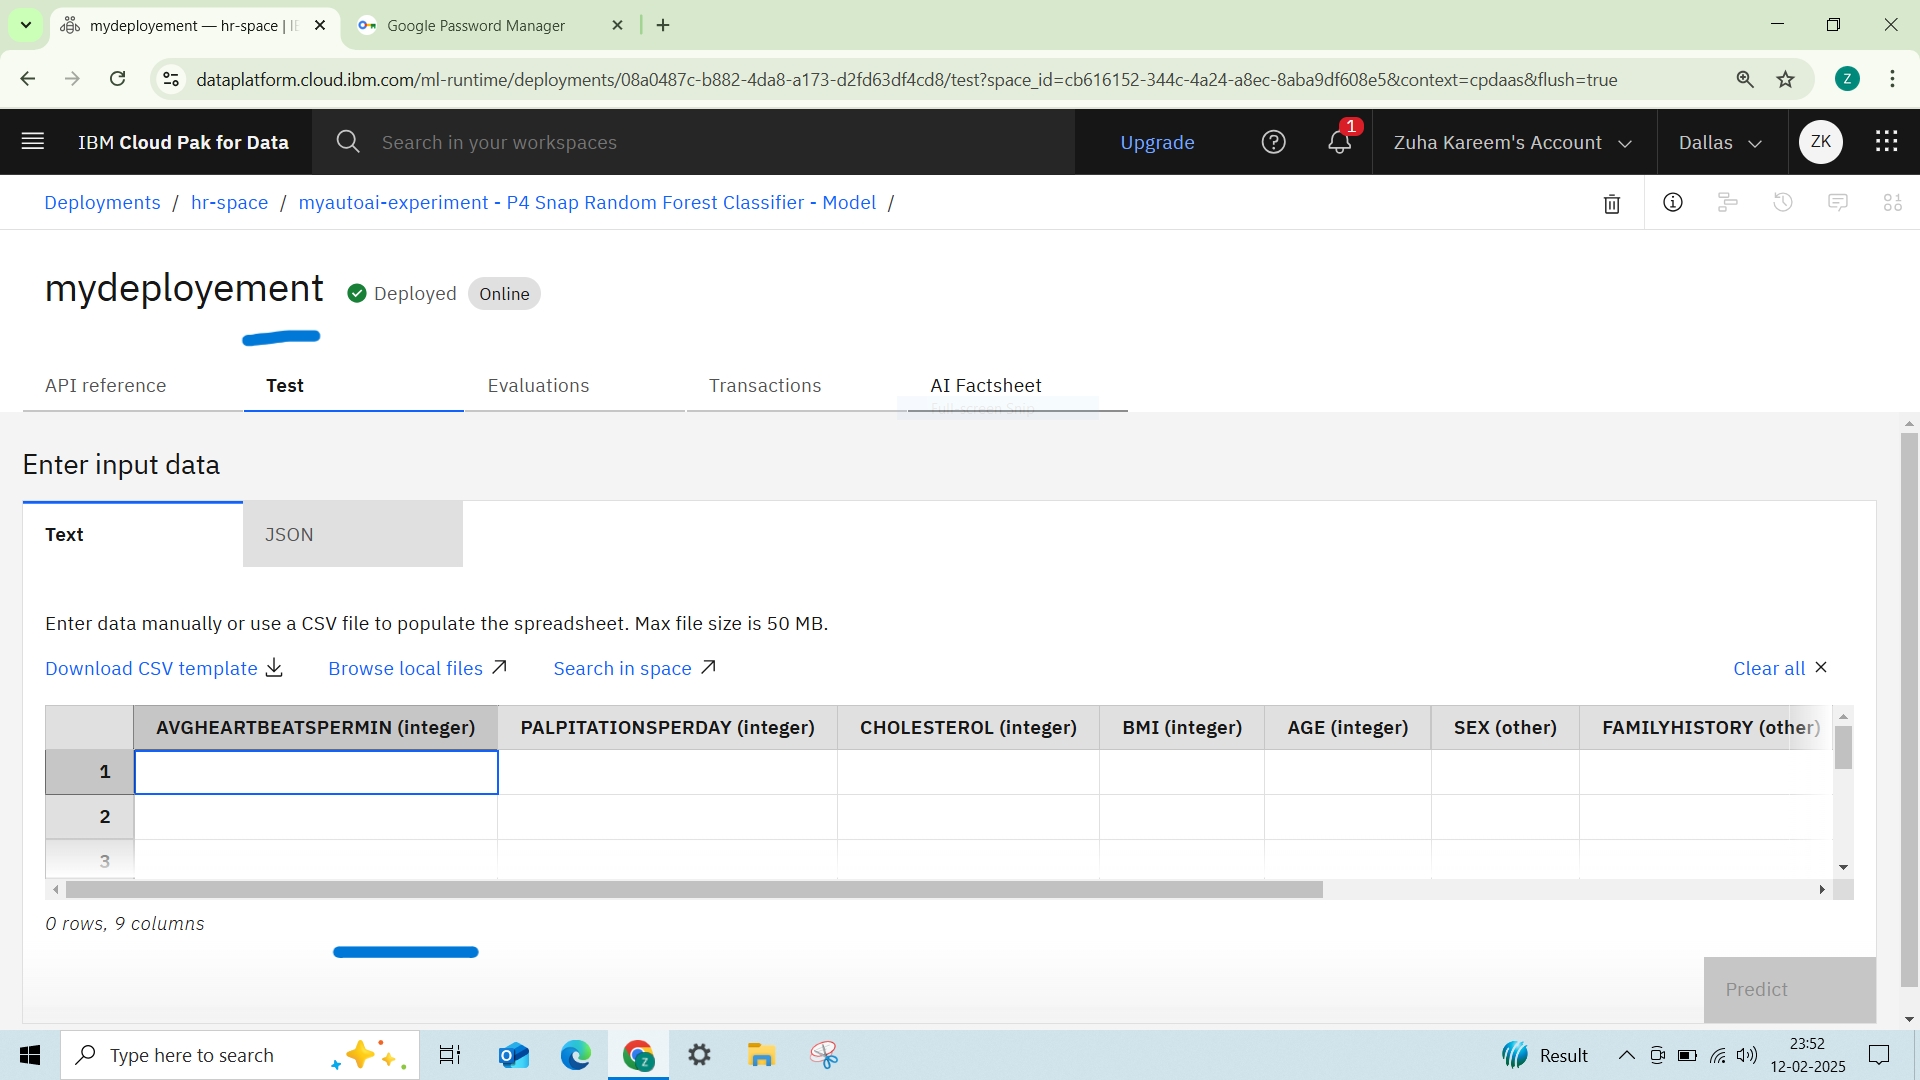 mydeployement — hr-space | IB
Google Password Manager
dataplatform.cloud.ibm.com/ml-runtime/deployments/08a0487c-b882-4da8-a173-d2fd63df4cd8/test?space_id=cb616152-344c-4a24-a8ec-8aba9df608e5&context=cpdaas&flush=true
Z
IBM Cloud Pak for Data
Search in your workspaces
Upgrade
1
Zuha Kareem's Account
Dallas
ZK
Deployments / hr-space / myautoai-experiment - P4 Snap Random Forest Classifier - Model /
mydeployement
Deployed
Online
API reference
Test
Evaluations
Transactions
AI Factsheet
Full-screen Snip
Enter input data
Text
JSON
Enter data manually or use a CSV file to populate the spreadsheet. Max file size is 50 MB.
Download CSV template
Browse local files
Search in space
Clear all
AVGHEARTBEATSPERMIN (integer)
PALPITATIONSPERDAY (integer)
CHOLESTEROL (integer)
BMI (integer)
AGE (integer)
SEX (other)
FAMILYHISTORY (other)
1
2
3
0 rows, 9 columns
Predict
Type here to search
Result
23:52
12-02-2025